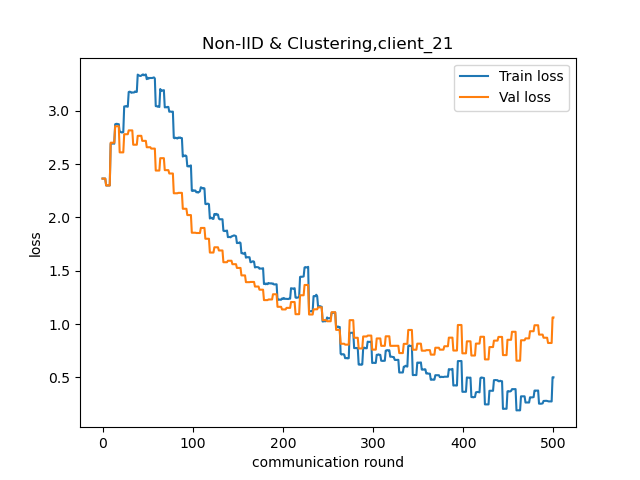 Non-IID & Clustering,client_21
Train loss
Val loss
3.0
2.5
2.0
1.5
1.0
0.5
loss
0
100
200
300
400
500
communication round